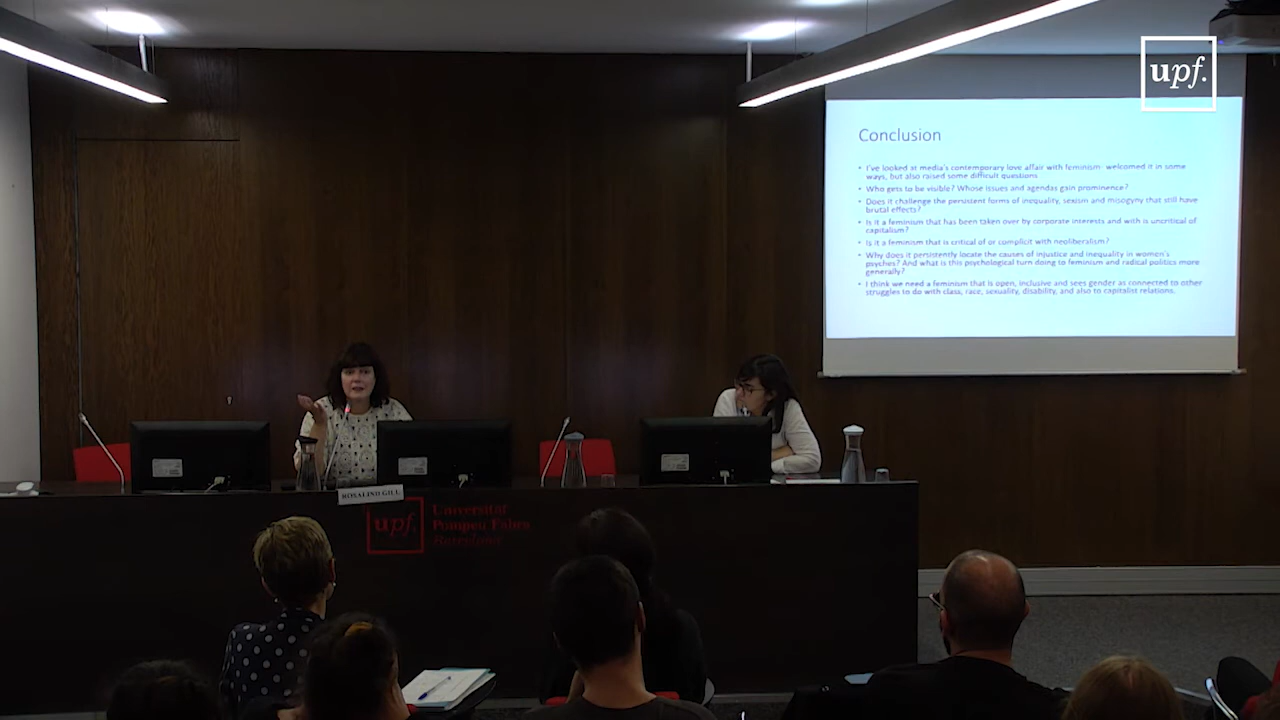 upf.
Conclusion
• I've looked at media's contemporary love affair with feminism- welcomed it in some
ways, but also raised some difficult questions
• Who gets to be visible? Whose issues and agendas gain prominence?
• Does it challenge the persistent forms of inequality, sexism and misogyny that still have
brutal effects?
• Is it a feminism that has been taken over by corporate interests and with is uncritical of
capitalism?
• Is it a feminism that is critical of or complicit with neoliberalism?
• Why does it persistently locate the causes of injustice and inequality in women's
psyches? And what is this psychological turn doing to feminism and radical politics more
generally?
• I think we need a feminism that is open, inclusive and sees gender as connected to other
struggles to do with class, race, sexuality, disability, and also to capitalist relations.
ROSALIND GILL
upf.
Universitat
Pompeu Fabra
Barcelona